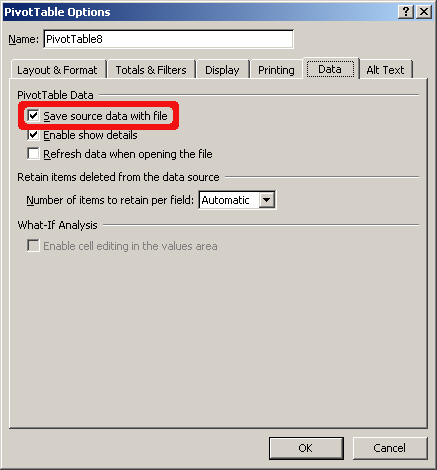 PivotTable Options
Name: PivotTable8
Layout & Format Totals & Filters Display Printing Data Alt Text
PivotTable Data
Save source data with file
Enable show details
Refresh data when opening the file
Retain items deleted from the data source
Number of items to retain per field: Automatic
What-If Analysis
Enable cell editing in the values area
OK Cancel